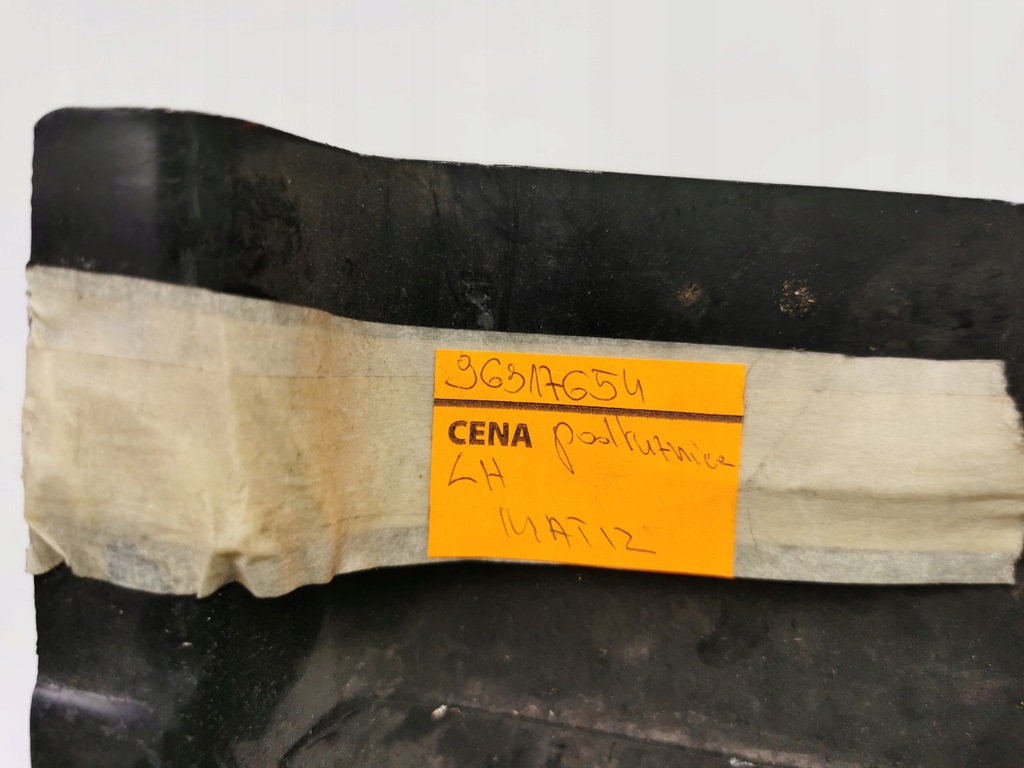 96317654
CENA podłużnica
LH
MATIZ